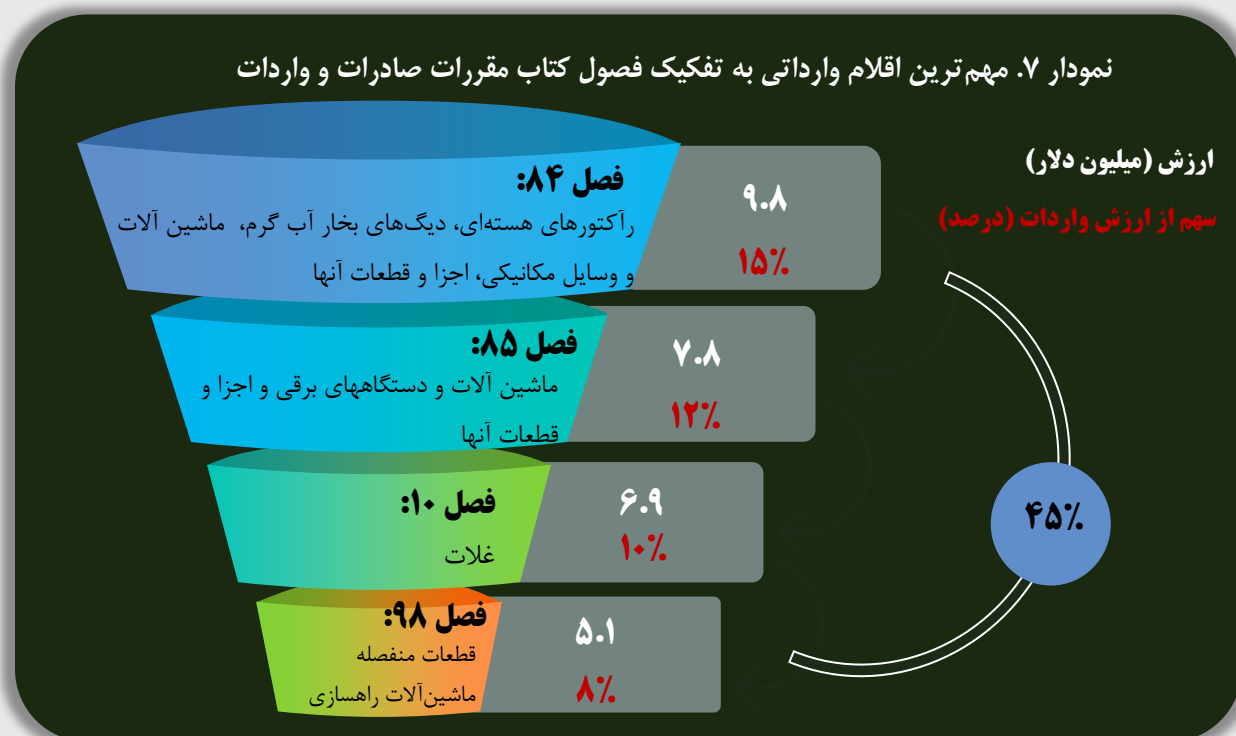 نمودار ۷. مهم‌ترین اقلام وارداتی به تفکیک فصول کتاب مقررات صادرات و واردات
ارزش (میلیون دلار)
سهم از ارزش واردات (درصد)
فصل ۸۴:
رآکتورهای هسته‌ای، دیگ‌های بخار آب گرم، ماشین آلات
و وسایل مکانیکی، اجزا و قطعات آنها
۹.۸
۱۵%
فصل ۸۵:
ماشین آلات و دستگاههای برقی و اجزا و
قطعات آنها
۷.۸
۱۲%
فصل ۱۰:
غلات
۶.۹
۱۰%
فصل ۹۸:
قطعات منفصله
ماشین‌آلات راهسازی
۵.۱
۸%
۴۵%